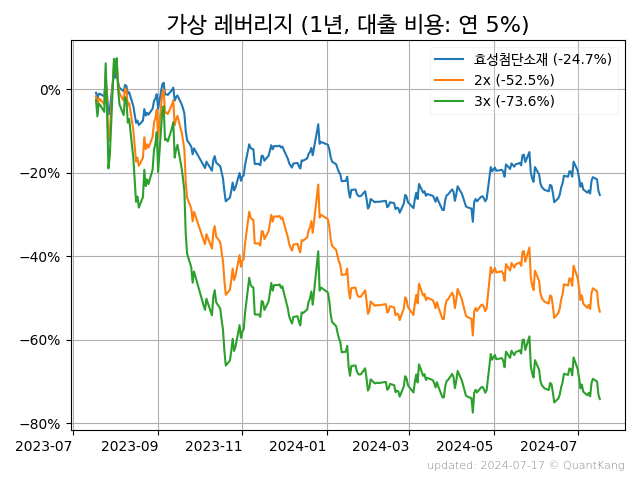 가상 레버리지 (1년, 대출 비용: 연 5%)
효성첨단소재 (-24.7%)
2x (-52.5%)
3x (-73.6%)
0%
−20%
−40%
−60%
−80%
2023-07 2023-09 2023-11 2024-01 2024-03 2024-05 2024-07
updated: 2024-07-17 © QuantKang